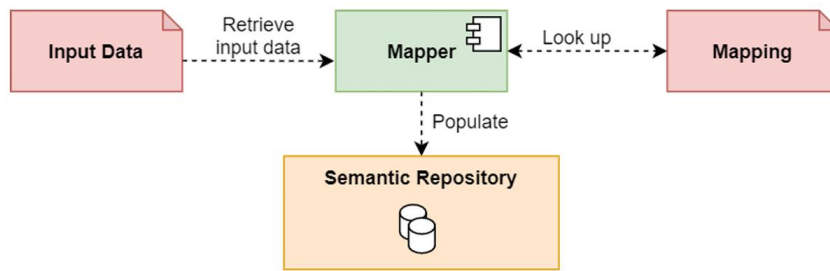 Input Data
Retrieve
input data
Mapper
Look up
Mapping
Populate
Semantic Repository